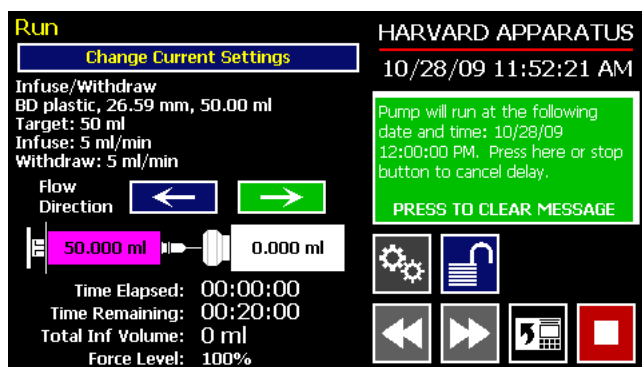 Run
Change Current Settings
Infuse/Withdraw
BD plastic, 26.59 mm, 50.00 ml
Target: 50 ml
Infuse: 5 ml/min
Withdraw: 5 ml/min
Flow
Direction
50.000 ml
0.000 ml
Time Elapsed: 00:00:00
Time Remaining: 00:20:00
Total Inf Volume: 0 ml
Force Level: 100%
HARVARD APPARATUS
10/28/09 11:52:21 AM
Pump will run at the following
date and time: 10/28/09
12:00:00 PM. Press here or stop
button to cancel delay.
PRESS TO CLEAR MESSAGE